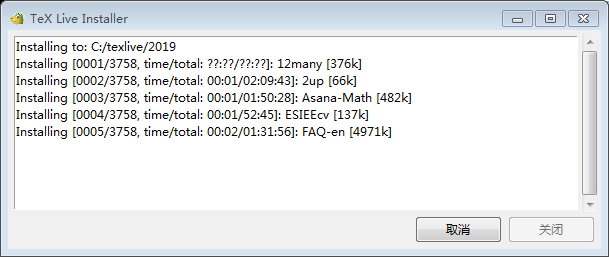 TeX Live Installer
Installing to: C:/texlive/2019
Installing [0001/3758, time/total: ??:??/??:??]: 12many [376k]
Installing [0002/3758, time/total: 00:01/02:09:43]: 2up [66k]
Installing [0003/3758, time/total: 00:01/01:50:28]: Asana-Math [482k]
Installing [0004/3758, time/total: 00:01/52:45]: ESIEEcv [137k]
Installing [0005/3758, time/total: 00:02/01:31:56]: FAQ-en [4971k]
取消
关闭